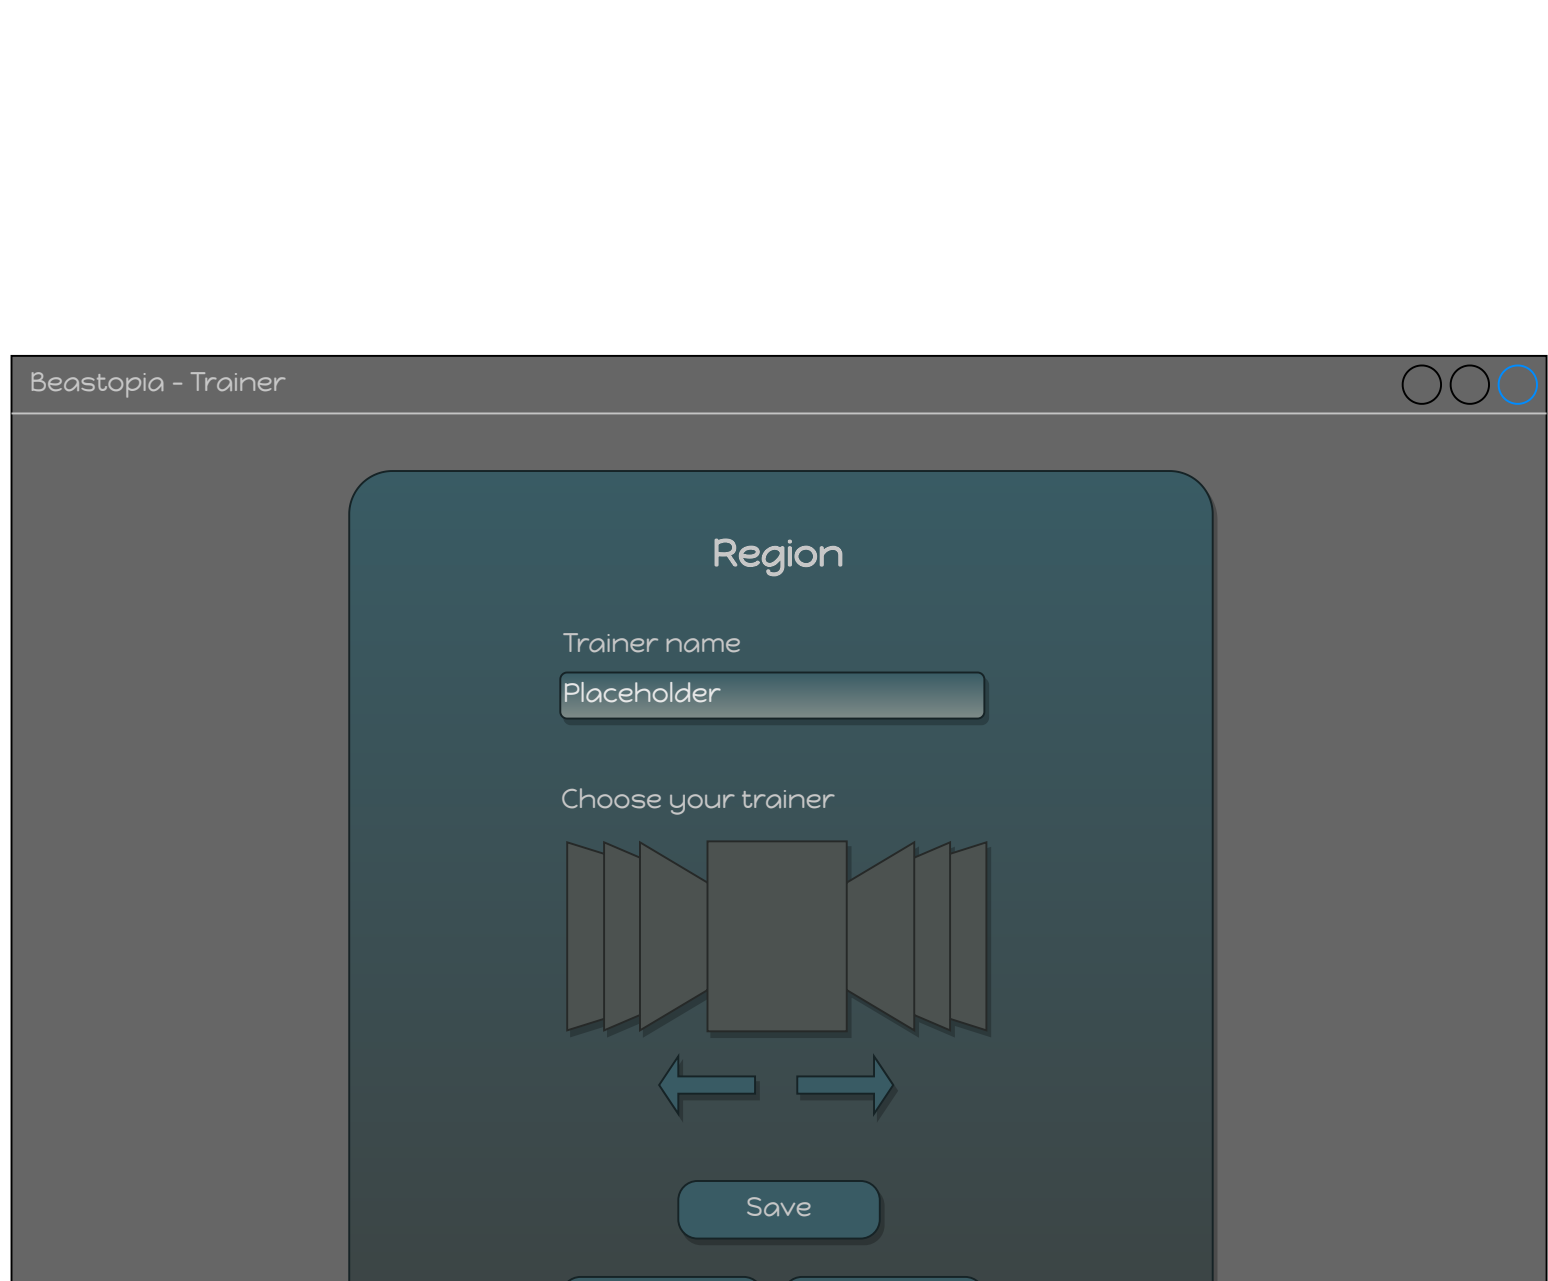 Beastopia - Trainer
Region
Trainer name
Placeholder
Choose your trainer
Save